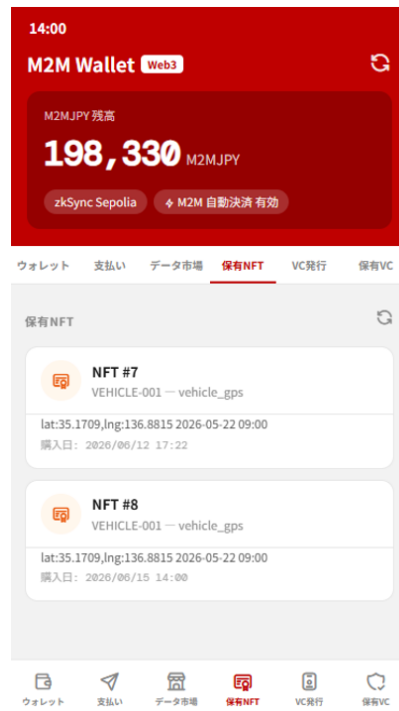 14:00
M2M Wallet Web3
M2MJPY 残高
198,330 M2MJPY
zkSync Sepolia M2M 自動決済 有効
ウォレット 支払い データ市場 保有NFT VC発行 保有VC
保有NFT
NFT #7
VEHICLE-001 — vehicle_gps
lat:35.1709,lng:136.8815 2026-05-22 09:00
購入日: 2026/06/12 17:22
NFT #8
VEHICLE-001 — vehicle_gps
lat:35.1709,lng:136.8815 2026-05-22 09:00
購入日: 2026/06/15 14:00
ウォレット 支払い データ市場 保有NFT VC発行 保有VC